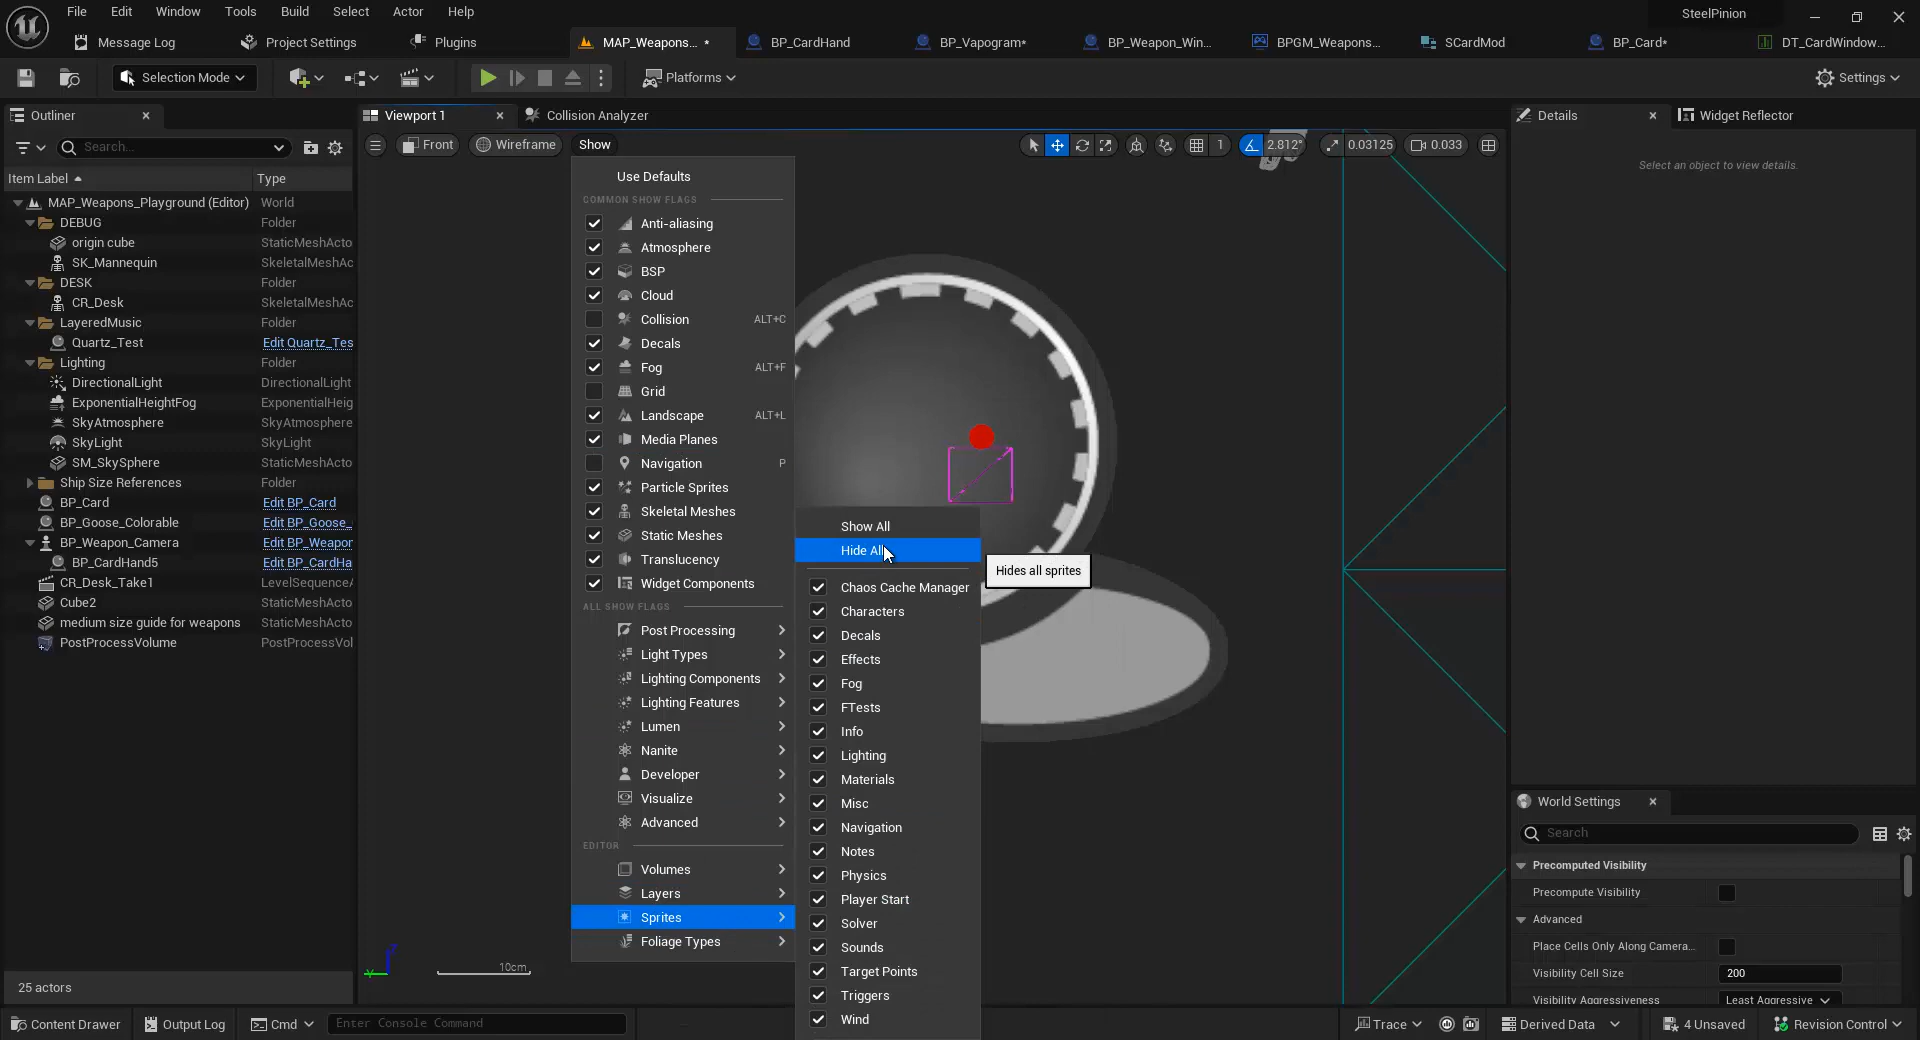 File Edit Window Tools Build Select Actor Help
SteelPinion
Message Log Project Settings Plugins
MAP_Weapons... * BP_CardHand BP_Vapogram* BP_Weapon_Win... BPGM_Weapons... SCardMod BP_Card* DT_CardWindow...
Selection Mode Platforms Settings
Outliner Viewport 1 Collision Analyzer Details Widget Reflector
Search... Front Wireframe Show 1 2.812° 0.03125 0.033
Item Label Type
Select an object to view details.
MAP_Weapons_Playground (Editor) World
DEBUG Folder
origin cube StaticMeshActo
SK_Mannequin SkeletalMeshAc
DESK Folder
CR_Desk SkeletalMeshAc
LayeredMusic Folder
Quartz_Test Edit Quartz_Tes
Lighting Folder
DirectionalLight DirectionalLight
ExponentialHeightFog ExponentialHeig
SkyAtmosphere SkyAtmosphere
SkyLight SkyLight
SM_SkySphere StaticMeshActo
Ship Size References Folder
BP_Card Edit BP_Card
BP_Goose_Colorable Edit BP_Goose_
BP_Weapon_Camera Edit BP_Weapon
BP_CardHand5 Edit BP_CardHa
CR_Desk_Take1 LevelSequenceA
Cube2 StaticMeshActo
medium size guide for weapons StaticMeshActo
PostProcessVolume PostProcessVol
25 actors
Use Defaults
COMMON SHOW FLAGS
Anti-aliasing
Atmosphere
BSP
Cloud
Collision ALT+C
Decals
Fog ALT+F
Grid
Landscape ALT+L
Media Planes
Navigation P
Particle Sprites
Skeletal Meshes
Static Meshes
Translucency
Widget Components
ALL SHOW FLAGS
Post Processing
Light Types
Lighting Components
Lighting Features
Lumen
Nanite
Developer
Visualize
Advanced
EDITOR
Volumes
Layers
Sprites
Foliage Types
Show All
Hide All
Hides all sprites
Chaos Cache Manager
Characters
Decals
Effects
Fog
FTests
Info
Lighting
Materials
Misc
Navigation
Notes
Physics
Player Start
Solver
Sounds
Target Points
Triggers
Wind
Z
Y
10cm
World Settings
Search
Precomputed Visibility
Precompute Visibility
Advanced
Place Cells Only Along Camera...
Visibility Cell Size 200
Visibility Aggressiveness Least Aggressive
Content Drawer Output Log Cmd Enter Console Command Trace Derived Data 4 Unsaved Revision Control